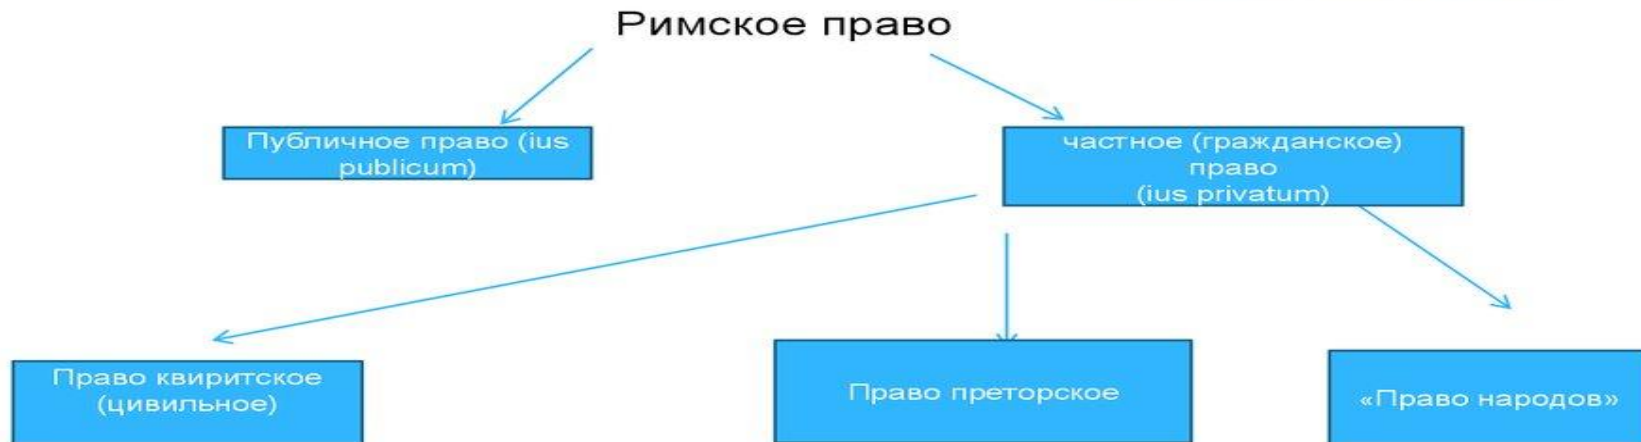 Римское право
Публичное право (ius
publicum)
частное (гражданское)
право
(ius privatum)
Право квиритское
(цивильное)
Право преторское
«Право народов»